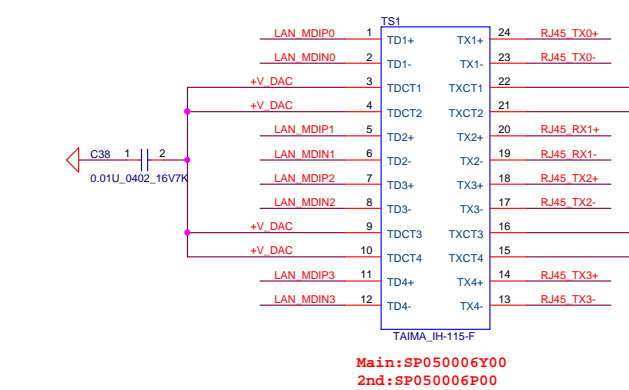 TS1
LAN_MDIP0 1 TD1+ TX1+ 24 RJ45_TX0+
LAN_MDIN0 2 TD1- TX1- 23 RJ45_TX0-
+V_DAC 3 TDCT1 TXCT1 22
+V_DAC 4 TDCT2 TXCT2 21
LAN_MDIP1 5 TD2+ TX2+ 20 RJ45_RX1+
C38 1 2 LAN_MDIN1 6 TD2- TX2- 19 RJ45_RX1-
0.01U_0402_16V7K LAN_MDIP2 7 TD3+ TX3+ 18 RJ45_TX2+
LAN_MDIN2 8 TD3- TX3- 17 RJ45_TX2-
+V_DAC 9 TDCT3 TXCT3 16
+V_DAC 10 TDCT4 TXCT4 15
LAN_MDIP3 11 TD4+ TX4+ 14 RJ45_TX3+
LAN_MDIN3 12 TD4- TX4- 13 RJ45_TX3-
TAIMA_IH-115-F
Main:SP050006Y00
2nd:SP050006P00